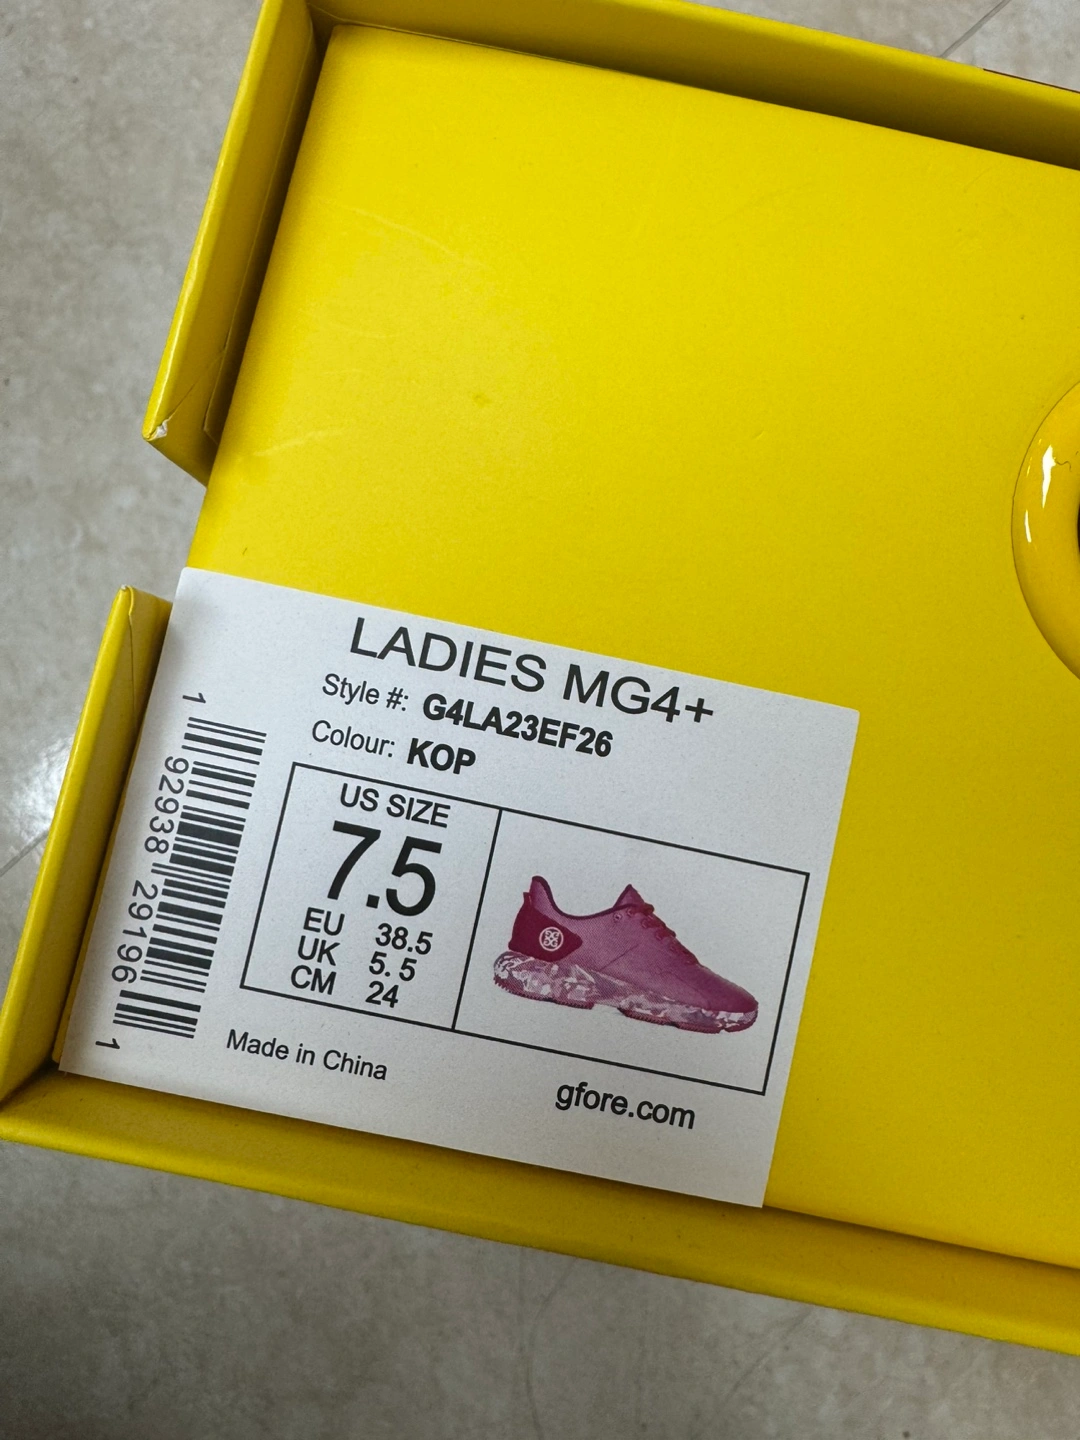 LADIES MG4+
Style #: G4LA23EF26
Colour: KOP
US SIZE
7.5
EU 38.5
UK 5.5
CM 24
Made in China
gfore.com
1 92938 29196 1